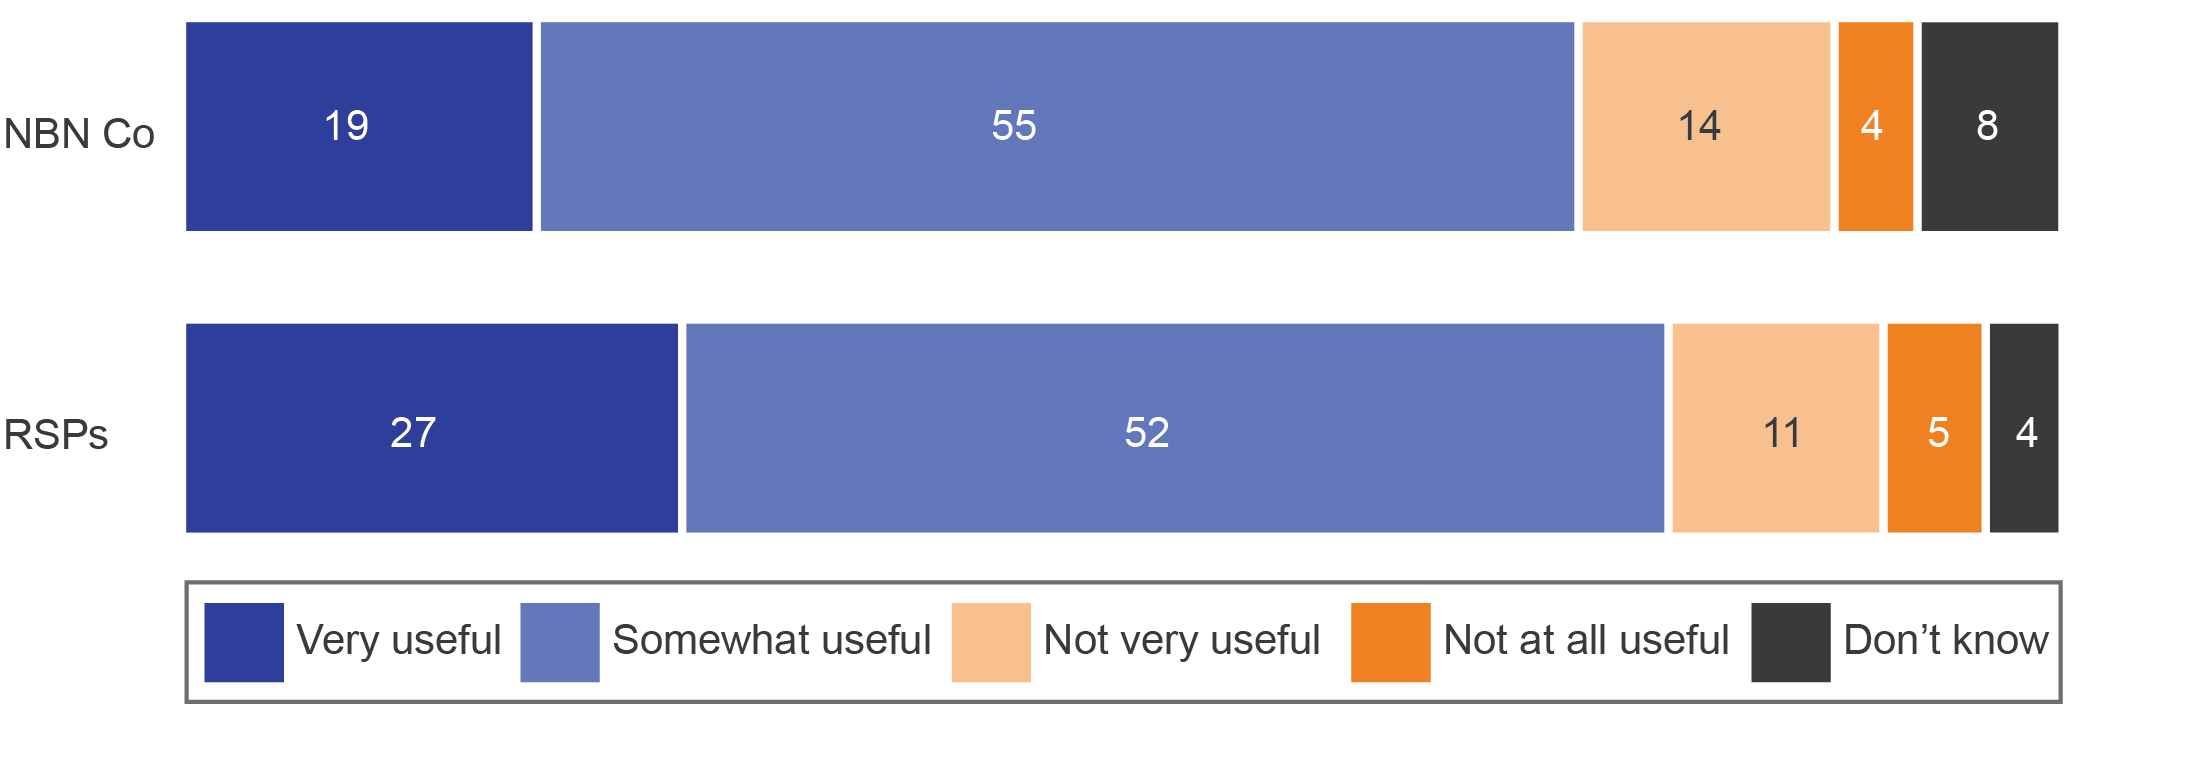 NBN Co 19 55 14 4 8
RSPs 27 52 11 5 4
Very useful Somewhat useful Not very useful Not at all useful Don’t know